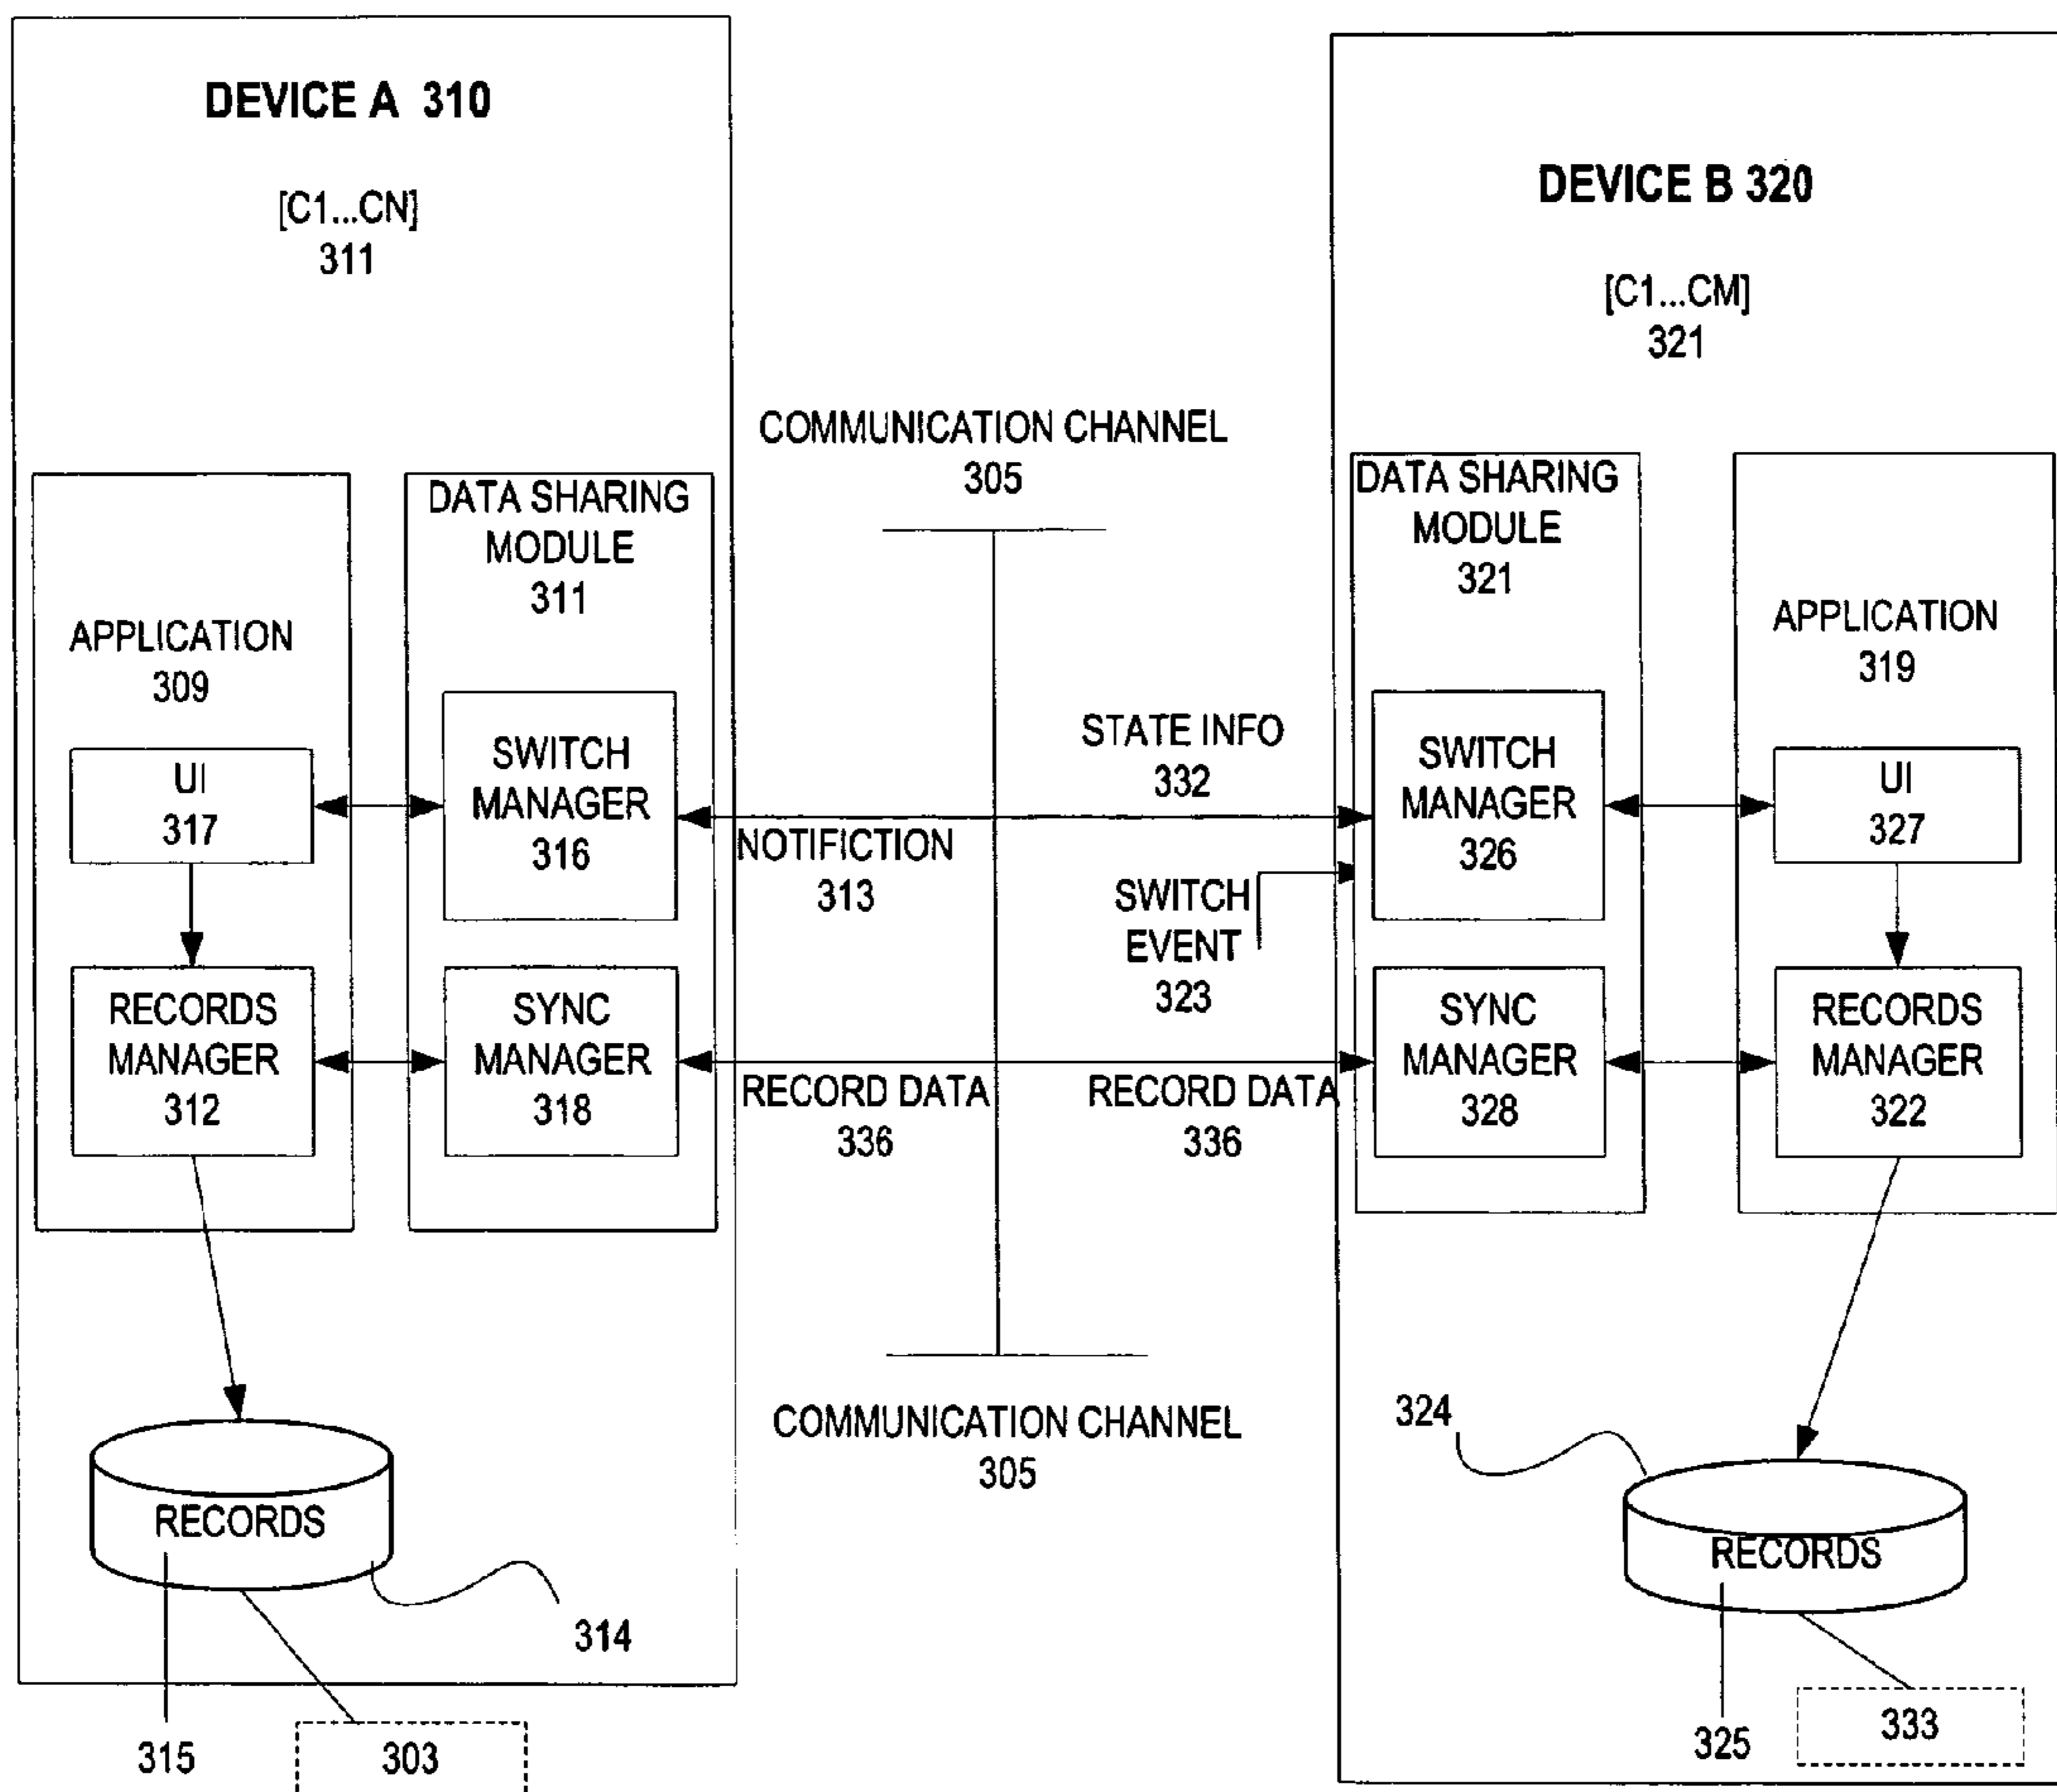 DEVICE A 310
[C1...CN]
311
DEVICE B 320
[C1...CM]
321
COMMUNICATION CHANNEL
305
APPLICATION
309
UI
317
RECORDS
MANAGER
312
DATA SHARING
MODULE
311
SWITCH
MANAGER
316
SYNC
MANAGER
318
STATE INFO
332
NOTIFICTION
313
SWITCH
EVENT
323
RECORD DATA
336
RECORD DATA
336
DATA SHARING
MODULE
321
SWITCH
MANAGER
326
SYNC
MANAGER
328
APPLICATION
319
UI
327
RECORDS
MANAGER
322
COMMUNICATION CHANNEL
305
RECORDS
314
315
303
324
RECORDS
325
333